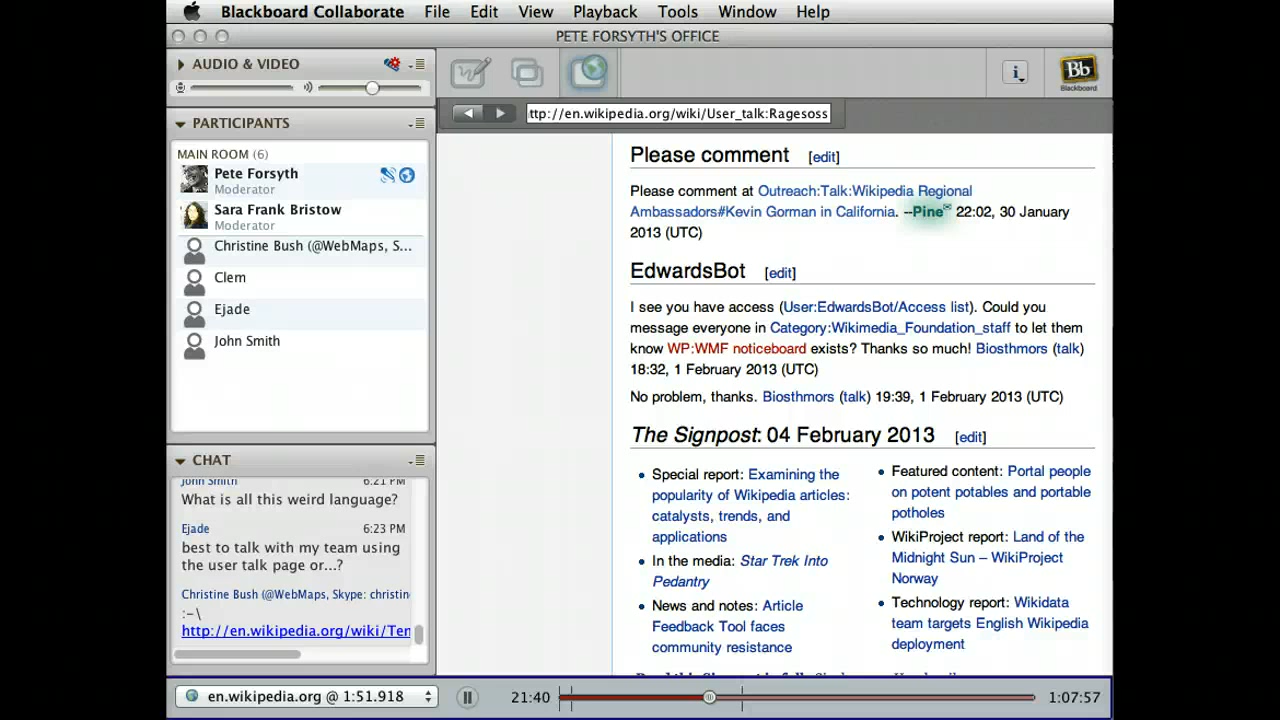 Blackboard Collaborate File Edit View Playback Tools Window Help
PETE FORSYTH'S OFFICE
AUDIO & VIDEO
PARTICIPANTS
MAIN ROOM (6)
Pete Forsyth
Moderator
Sara Frank Bristow
Moderator
Christine Bush (@WebMaps, S...
Clem
Ejade
John Smith
CHAT
John Smith 6:21 PM
What is all this weird language?
Ejade 6:23 PM
best to talk with my team using
the user talk page or...?
Christine Bush (@WebMaps, Skype: christin
:-\
http://en.wikipedia.org/wiki/Ten
i
Bb
Blackboard
ttp://en.wikipedia.org/wiki/User_talk:Ragesoss
Please comment [edit]
Please comment at Outreach:Talk:Wikipedia Regional
Ambassadors#Kevin Gorman in California. --Pine✉ 22:02, 30 January
2013 (UTC)
EdwardsBot [edit]
I see you have access (User:EdwardsBot/Access list). Could you
message everyone in Category:Wikimedia_Foundation_staff to let them
know WP:WMF noticeboard exists? Thanks so much! Biosthmors (talk)
18:32, 1 February 2013 (UTC)
No problem, thanks. Biosthmors (talk) 19:39, 1 February 2013 (UTC)
The Signpost: 04 February 2013 [edit]
• Special report: Examining the
popularity of Wikipedia articles:
catalysts, trends, and
applications
• In the media: Star Trek Into
Pedantry
• News and notes: Article
Feedback Tool faces
community resistance
• Featured content: Portal people
on potent potables and portable
potholes
• WikiProject report: Land of the
Midnight Sun – WikiProject
Norway
• Technology report: Wikidata
team targets English Wikipedia
deployment
en.wikipedia.org @ 1:51.918
21:40
1:07:57